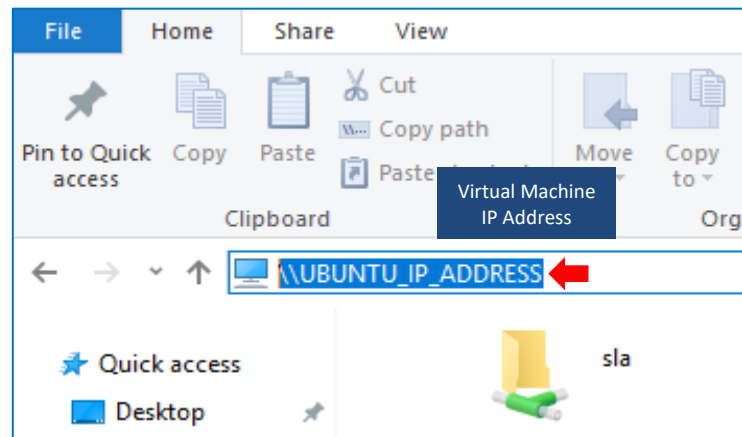 File Home Share View
Pin to Quick access
Copy
Paste
Cut
Copy path
Paste
Move
Copy to
Clipboard
Org
Virtual Machine
IP Address
\\UBUNTU_IP_ADDRESS
Quick access
Desktop
sla